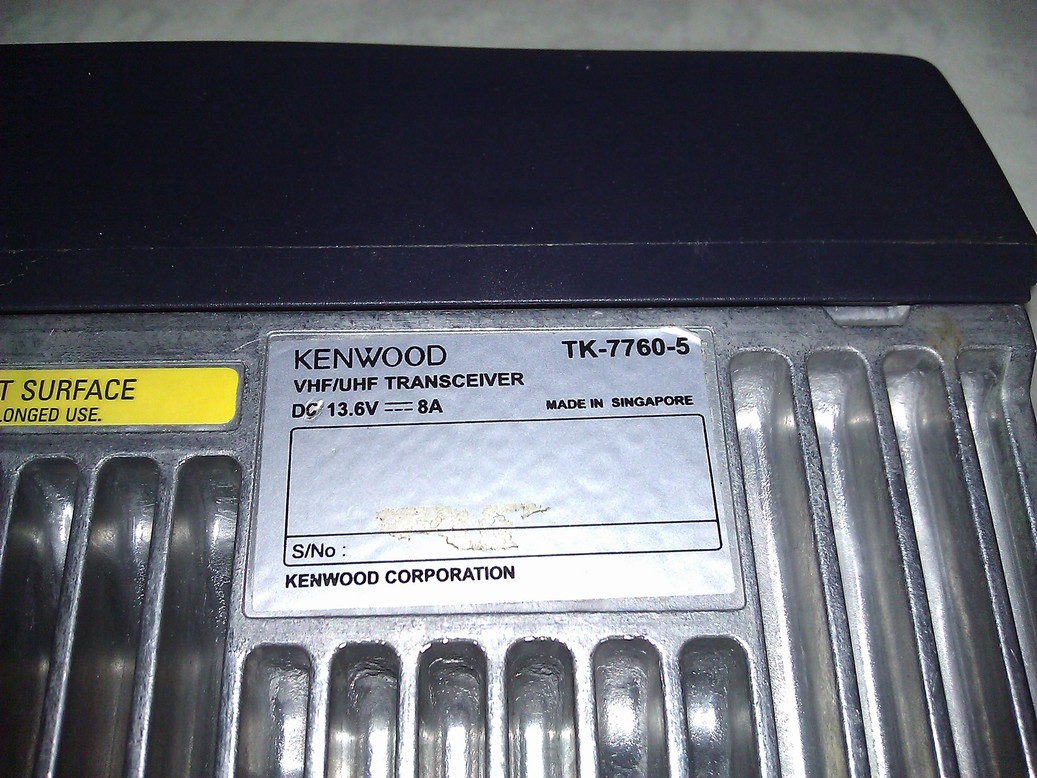 T SURFACE
LONGED USE.
KENWOOD TK-7760-5
VHF/UHF TRANSCEIVER
DC 13.6V ⎓ 8A MADE IN SINGAPORE
S/No :
KENWOOD CORPORATION